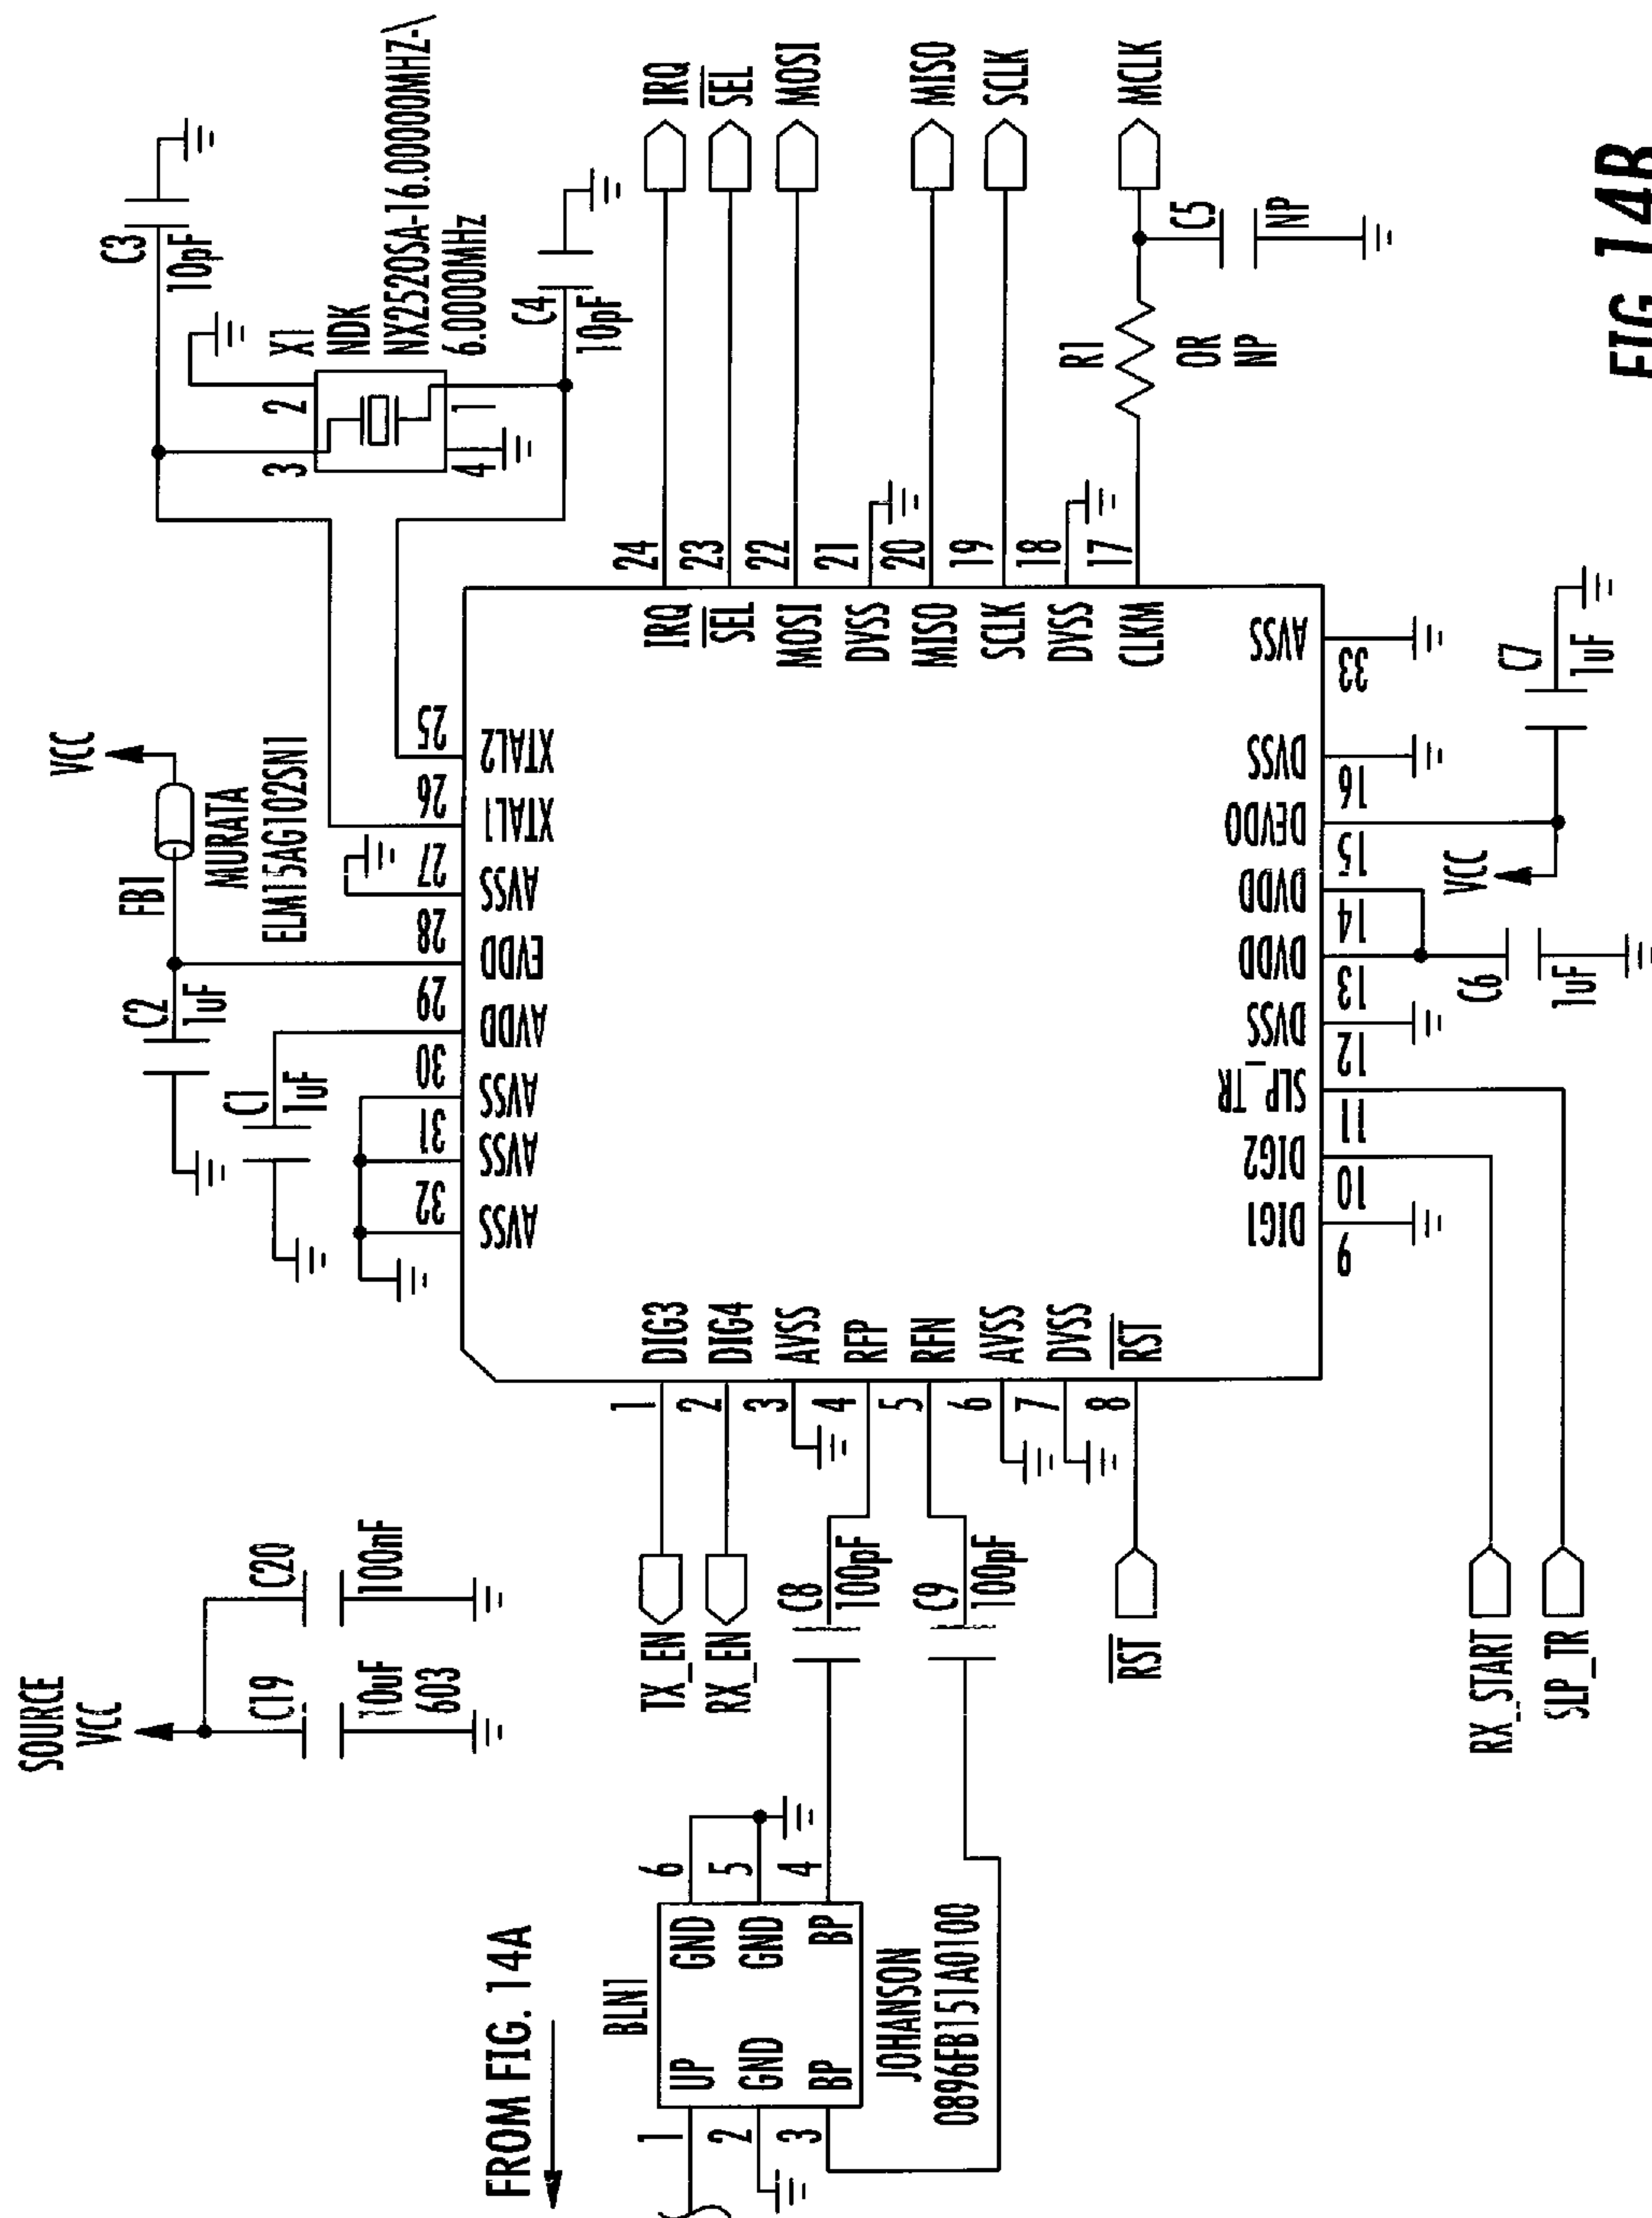 FROM FIG. 14A
SOURCE
VCC
C19
603
C20
100nF
BLN1
UP
GND
BP
GND
GND
BP
1
2
3
6
5
4
JOHANSON
0896FB151A0100
TX_EN
RX_EN
C8
100pF
C9
100pF
RST
RX_START
SLP_TR
1
2
3
4
5
6
7
8
DIG3
DIG4
AVSS
RFP
RFN
AVSS
DVSS
RST
C2
1uF
C1
1uF
FB1
MURATA
VCC
32
31
30
29
28
27
26
25
AVSS
AVSS
AVSS
AVDD
EVDD
AVSS
XTAL1
XTAL2
DIG1
DIG2
SLP_TR
DVSS
DVDD
DVDD
DEVDD
DVSS
AVSS
9
10
11
12
13
14
15
16
33
C6
1uF
VCC
C7
1uF
IRQ
SEL
MOSI
DVSS
MISO
SCLK
DVSS
CLKM
24
23
22
21
20
19
18
17
C3
10pF
3
2
4
1
X1
NDK
NX2520SA-16.00000MHZ-\
6.0000MHz
C4
10pF
R1
0R
NP
C5
NP
IRQ
SEL
MOSI
MISO
SCLK
MCLK
FIG. 14B